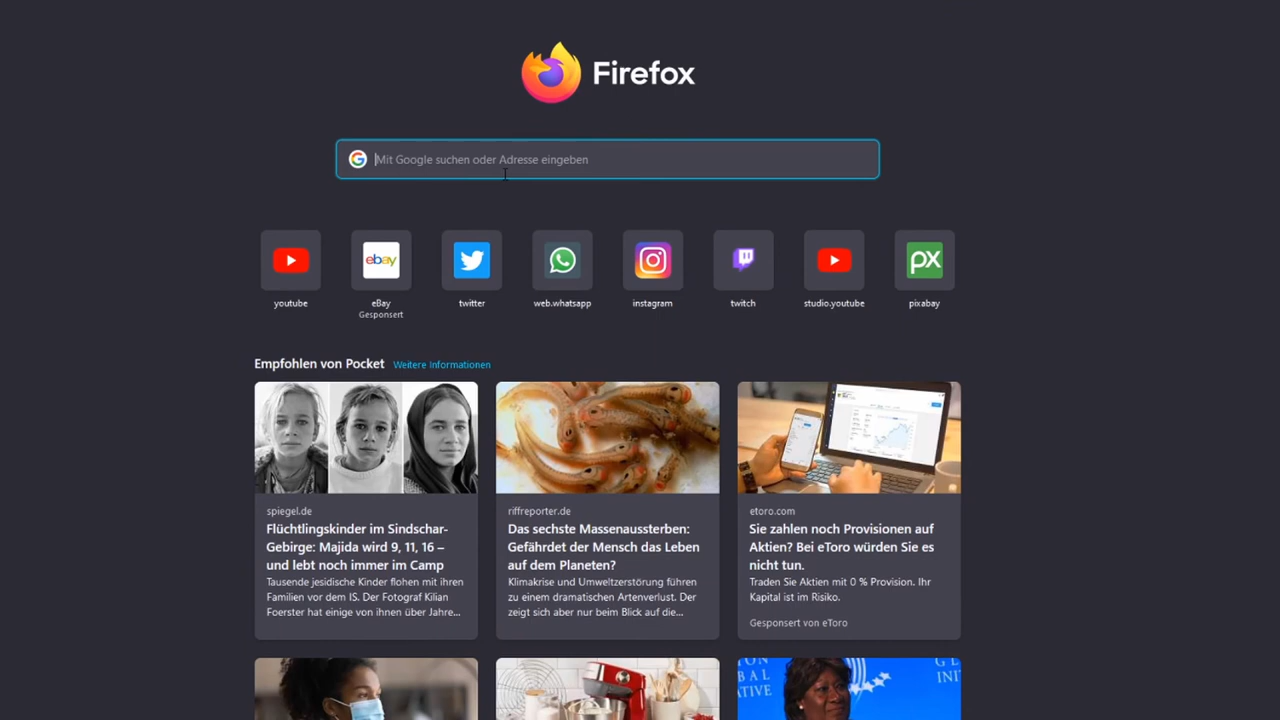 Firefox
Mit Google suchen oder Adresse eingeben
ebay
px
youtube
eBay
Gesponsert
twitter
web.whatsapp
instagram
twitch
studio.youtube
pixabay
Empfohlen von Pocket Weitere Informationen
spiegel.de
Flüchtlingskinder im Sindschar-
Gebirge: Majida wird 9, 11, 16 –
und lebt noch immer im Camp
Tausende jesidische Kinder flohen mit ihren
Familien vor dem IS. Der Fotograf Kilian
Foerster hat einige von ihnen über Jahre...
riffreporter.de
Das sechste Massenaussterben:
Gefährdet der Mensch das Leben
auf dem Planeten?
Klimakrise und Umweltzerstörung führen
zu einem dramatischen Artenverlust. Der
zeigt sich aber nur beim Blick auf die...
etoro.com
Sie zahlen noch Provisionen auf
Aktien? Bei eToro würden Sie es
nicht tun.
Traden Sie Aktien mit 0 % Provision. Ihr
Kapital ist im Risiko.
Gesponsert von eToro